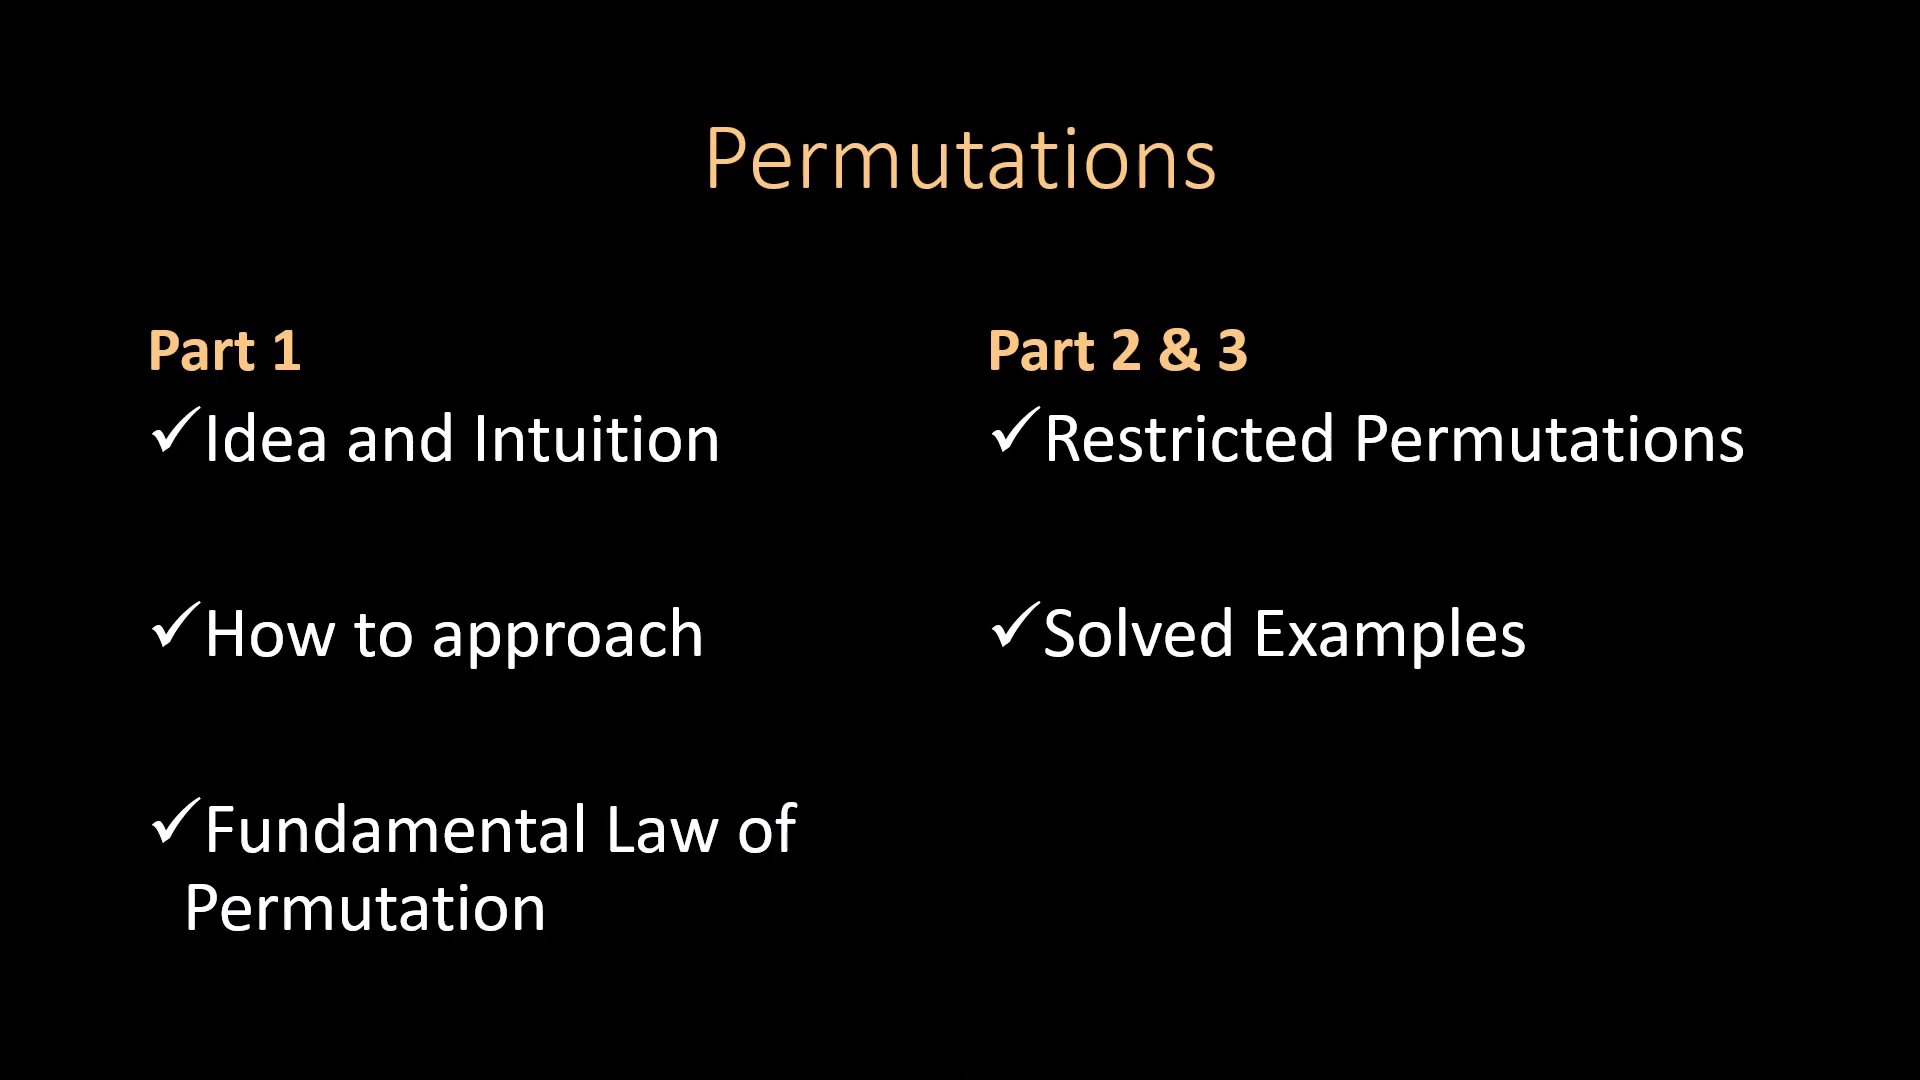 Permutations
Part 1
✓Idea and Intuition
✓How to approach
✓Fundamental Law of
Permutation
Part 2 & 3
✓Restricted Permutations
✓Solved Examples